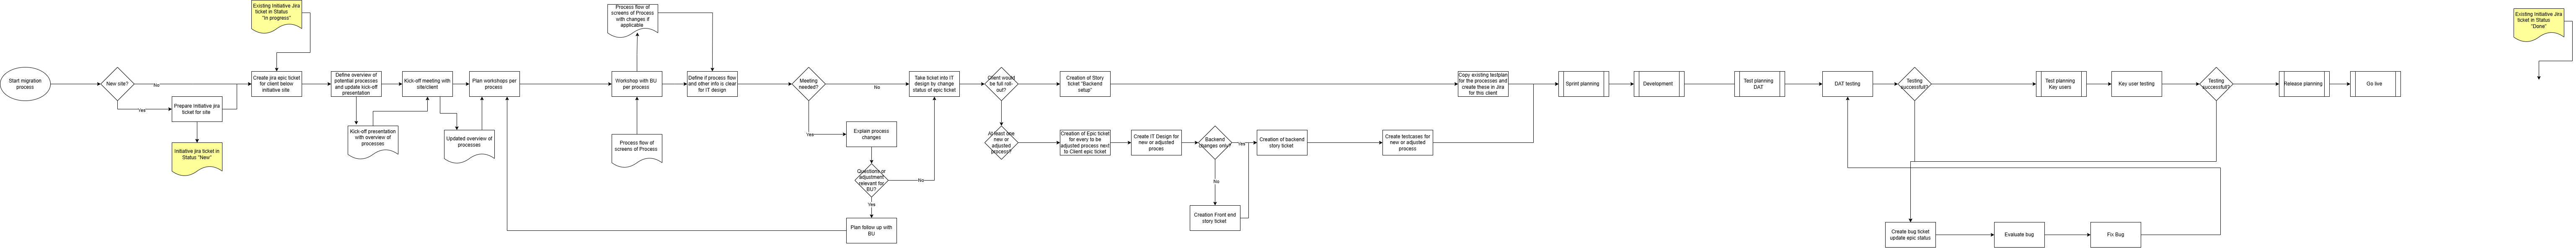 Existing Initiative Jira
ticket in Status
"In progress"
Process flow of
screens of Process
with changes if
applicable
Existing Initiative Jira
ticket in Status
"Done"
Start migration
process
New site?
No
Yes
Prepare Initiative jira
ticket for site
Initiative jira ticket in
Status "New"
Create jira epic ticket
for client below
initiative site
Define overview of
potential processes
and update kick-off
presentation
Kick-off presentation
with overview of
processes
Kick-off meeting with
site/client
Updated overview of
processes
Plan workshops per
process
Workshop with BU
per process
Process flow of
screens of Process
Define if process flow
and other info is clear
for IT design
Meeting
needed?
No
Yes
Explain process
changes
Questions or
adjustment
relevant for
BU?
No
Yes
Plan follow up with
BU
Take ticket into IT
design by change
status of epic ticket
Client would
be full roll-
out?
Creation of Story
ticket "Backend
setup"
At least one
new or
adjusted
process?
Creation of Epic ticket
for every to be
adjusted process next
to Client epic ticket
Create IT Design for
new or adjusted
proces
Backend
changes only?
Yes
No
Creation Front end
story ticket
Creation of backend
story ticket
Create testcases for
new or adjusted
process
Copy existing testplan
for the processes and
create these in Jira
for this client
Sprint planning
Development
Test planning
DAT
DAT testing
Testing
successful?
Test planning
Key users
Key user testing
Testing
successful?
Release planning
Go live
Create bug ticket
update epic status
Evaluate bug
Fix Bug